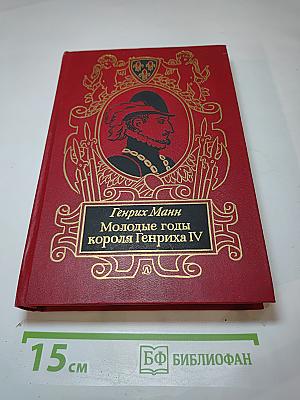 Генрих Манн
Молодые годы
короля Генриха IV
15 см
БФ БИБЛИОФАН